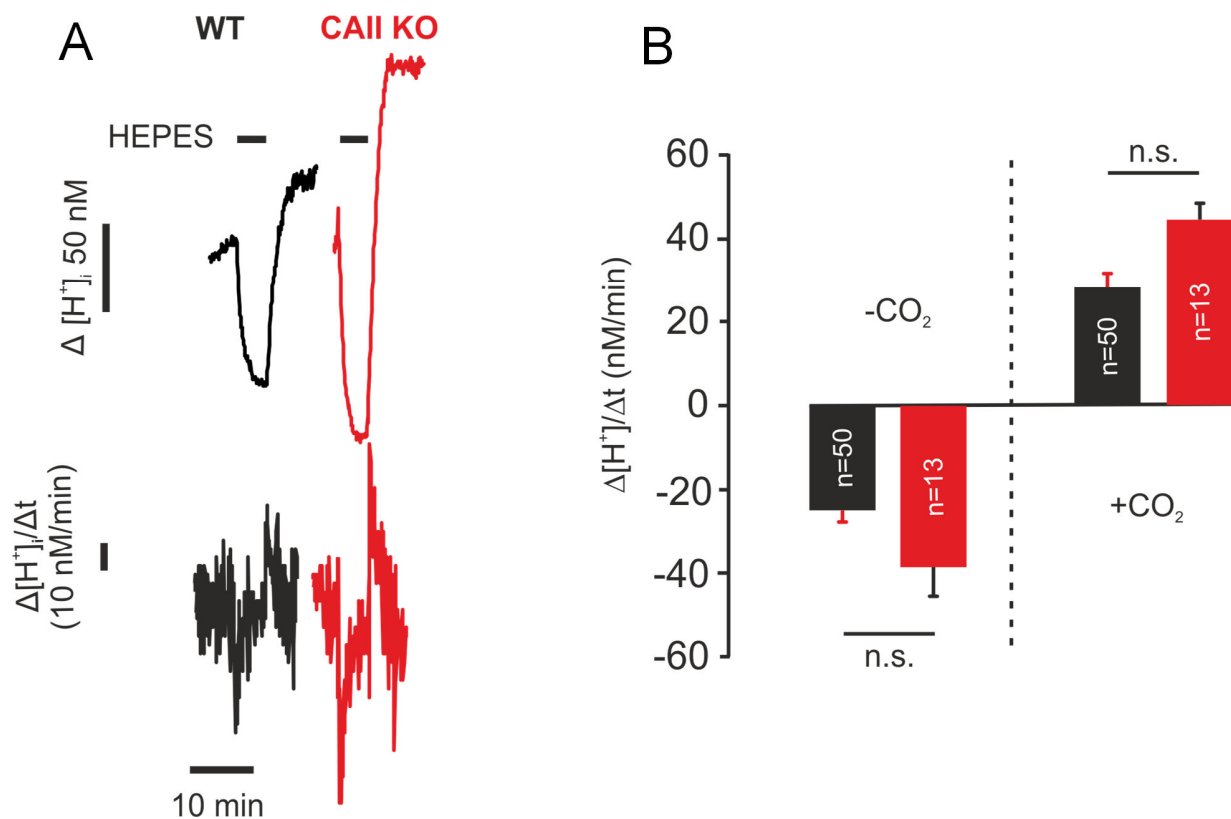 A
WT
CAII KO
HEPES
Δ [H⁺]ᵢ 50 nM
Δ[H⁺]ᵢ/Δt
(10 nM/min)
10 min
B
Δ[H⁺]/Δt (nM/min)
60
40
20
0
-20
-40
-60
-CO₂
+CO₂
n=50
n=13
n.s.
n=50
n=13
n.s.